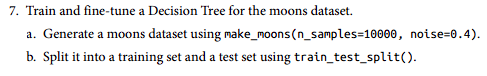 7. Train and fine-tune a Decision Tree for the moons dataset.
a. Generate a moons dataset using make_moons(n_samples=10000, noise=0.4).
b. Split it into a training set and a test set using train_test_split().